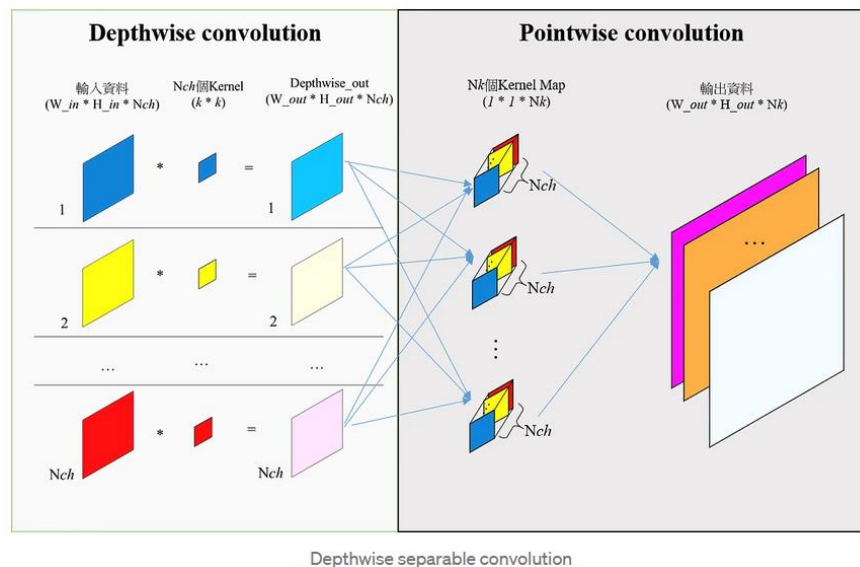 Depthwise convolution
輸入資料
(W_in * H_in * Nch)
Nch個Kernel
(k * k)
Depthwise_out
(W_out * H_out * Nch)
1
*
=
1
2
*
=
2
...
...
...
Nch
*
=
Nch
Pointwise convolution
Nk個Kernel Map
(1 * 1 * Nk)
輸出資料
(W_out * H_out * Nk)
Nch
Nch
⋮
Nch
...
Depthwise separable convolution